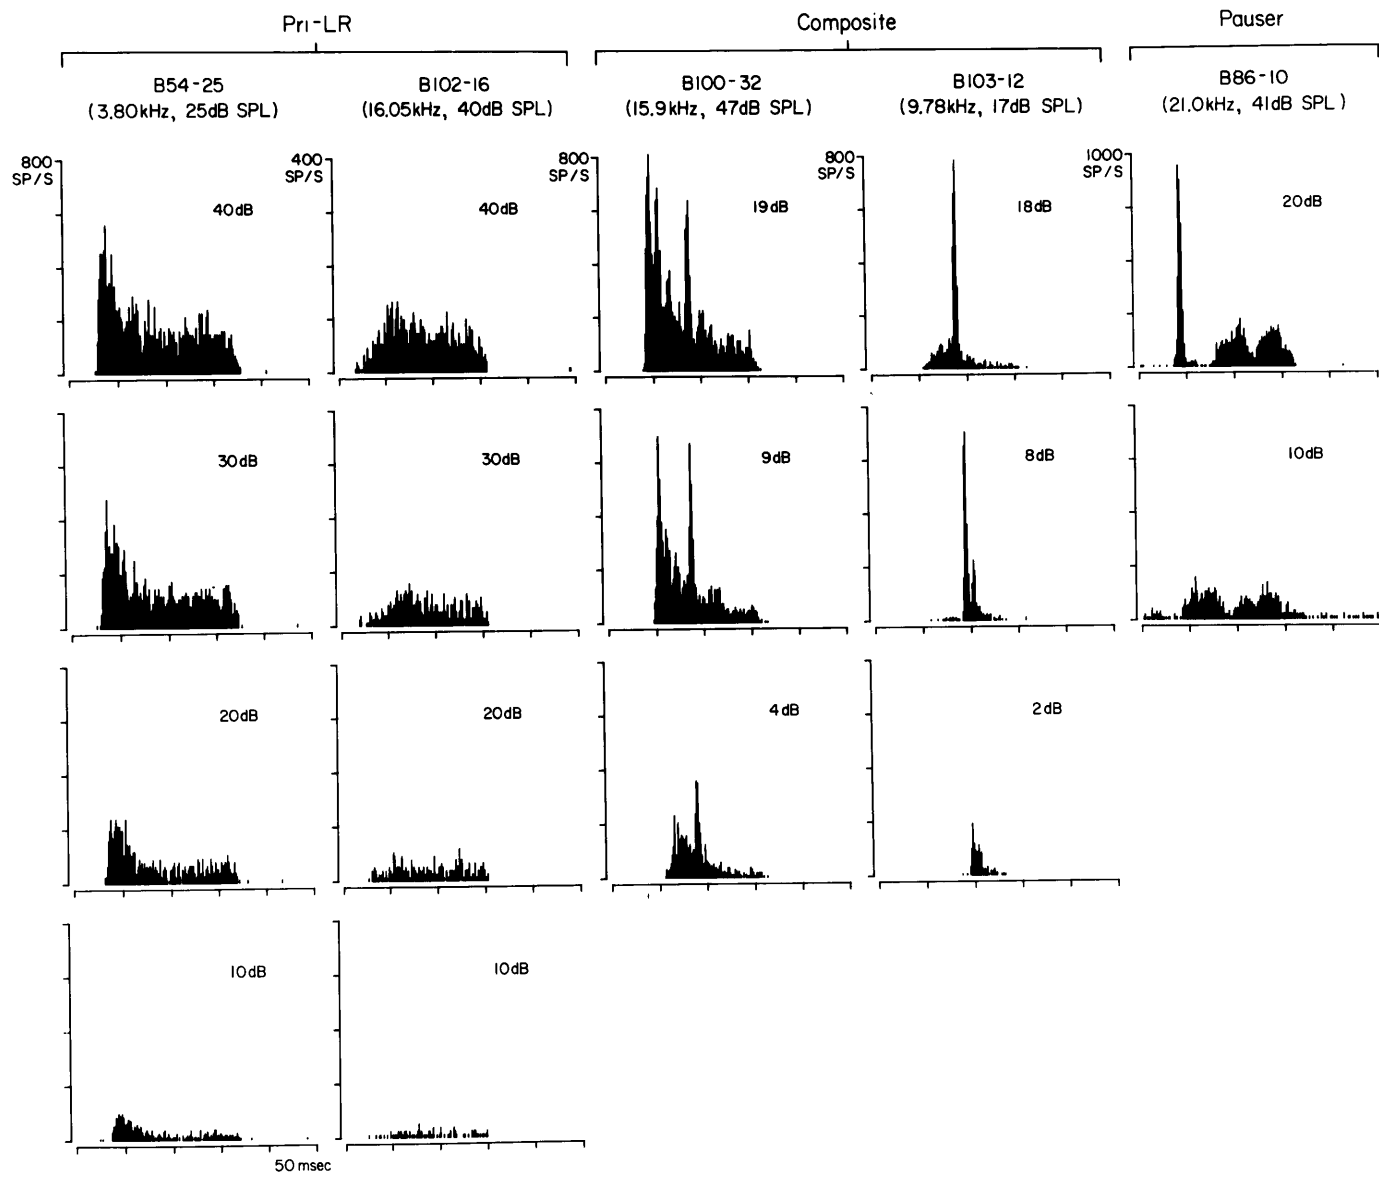 Pri-LR
Composite
Pauser
B54-25
(3.80kHz, 25dB SPL)
B102-16
(16.05kHz, 40dB SPL)
B100-32
(15.9kHz, 47dB SPL)
B103-12
(9.78kHz, 17dB SPL)
B86-10
(21.0kHz, 41dB SPL)
800
SP/S
400
SP/S
800
SP/S
800
SP/S
1000
SP/S
40dB
40dB
19dB
18dB
20dB
30dB
30dB
9dB
8dB
10dB
20dB
20dB
4dB
2dB
10dB
10dB
50 msec